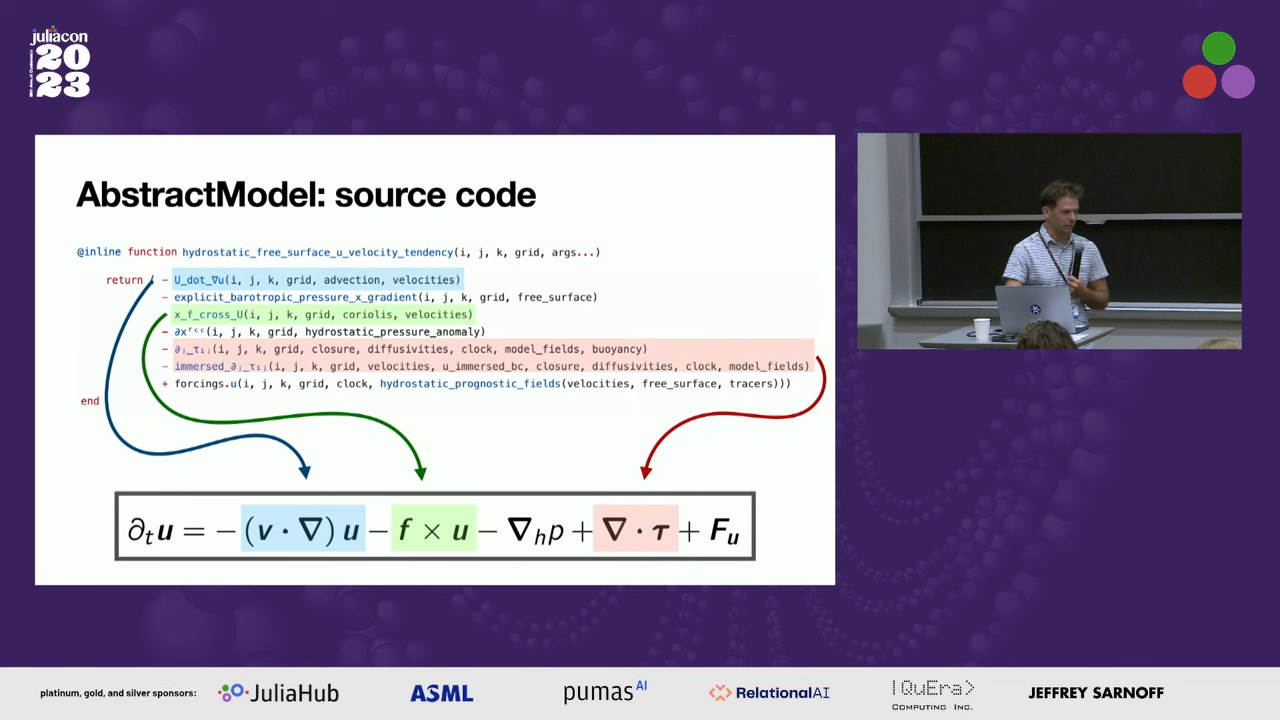 juliacon
20
23
AbstractModel: source code
@inline function hydrostatic_free_surface_u_velocity_tendency(i, j, k, grid, args...)
return ( - U_dot_∇u(i, j, k, grid, advection, velocities)
- explicit_barotropic_pressure_x_gradient(i, j, k, grid, free_surface)
- x_f_cross_U(i, j, k, grid, coriolis, velocities)
- ∂xᶠᶜᶜ(i, j, k, grid, hydrostatic_pressure_anomaly)
- ∂ⱼ_τ₁ⱼ(i, j, k, grid, closure, diffusivities, clock, model_fields, buoyancy)
- immersed_∂ⱼ_τ₁ⱼ(i, j, k, grid, velocities, u_immersed_bc, closure, diffusivities, clock, model_fields)
+ forcings.u(i, j, k, grid, clock, hydrostatic_prognostic_fields(velocities, free_surface, tracers)))
end
∂ₜu = − (v · ∇) u − f × u − ∇ₕp + ∇ · τ + Fᵤ
platinum, gold, and silver sponsors:
JuliaHub
ASML
pumasAI
RelationalAI
|QuEra>
COMPUTING INC.
JEFFREY SARNOFF